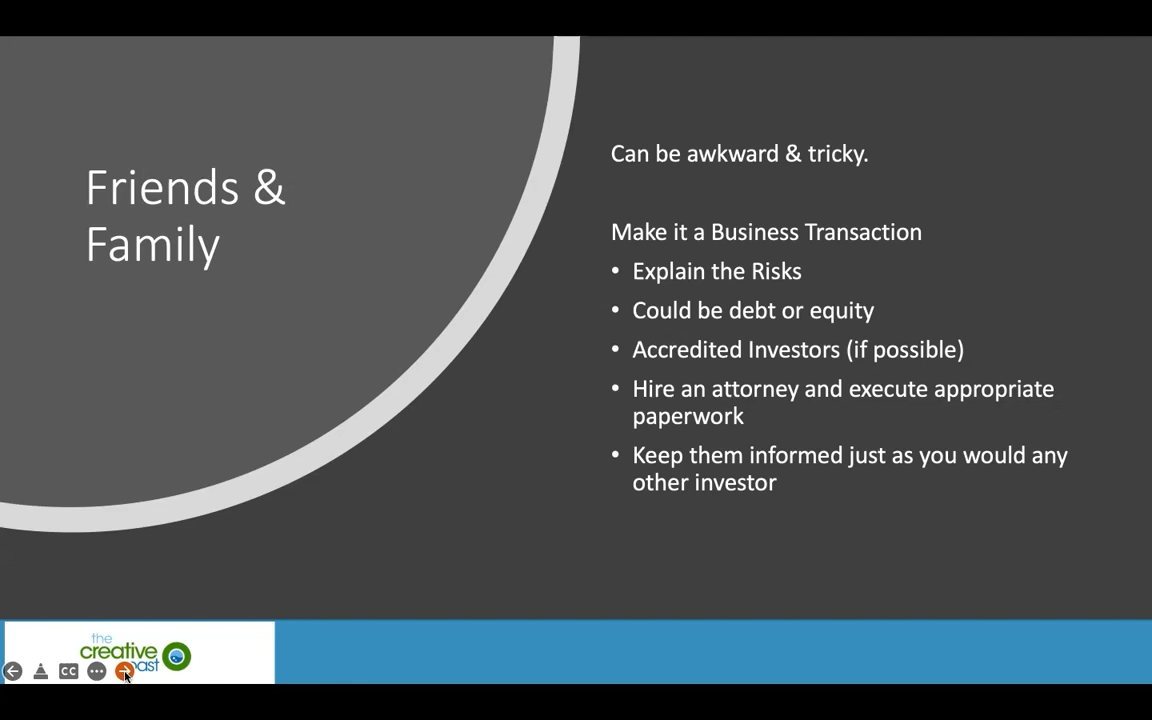 Friends &
Family
Can be awkward & tricky.
Make it a Business Transaction
• Explain the Risks
• Could be debt or equity
• Accredited Investors (if possible)
• Hire an attorney and execute appropriate
paperwork
• Keep them informed just as you would any
other investor
the
creative
ast
CC